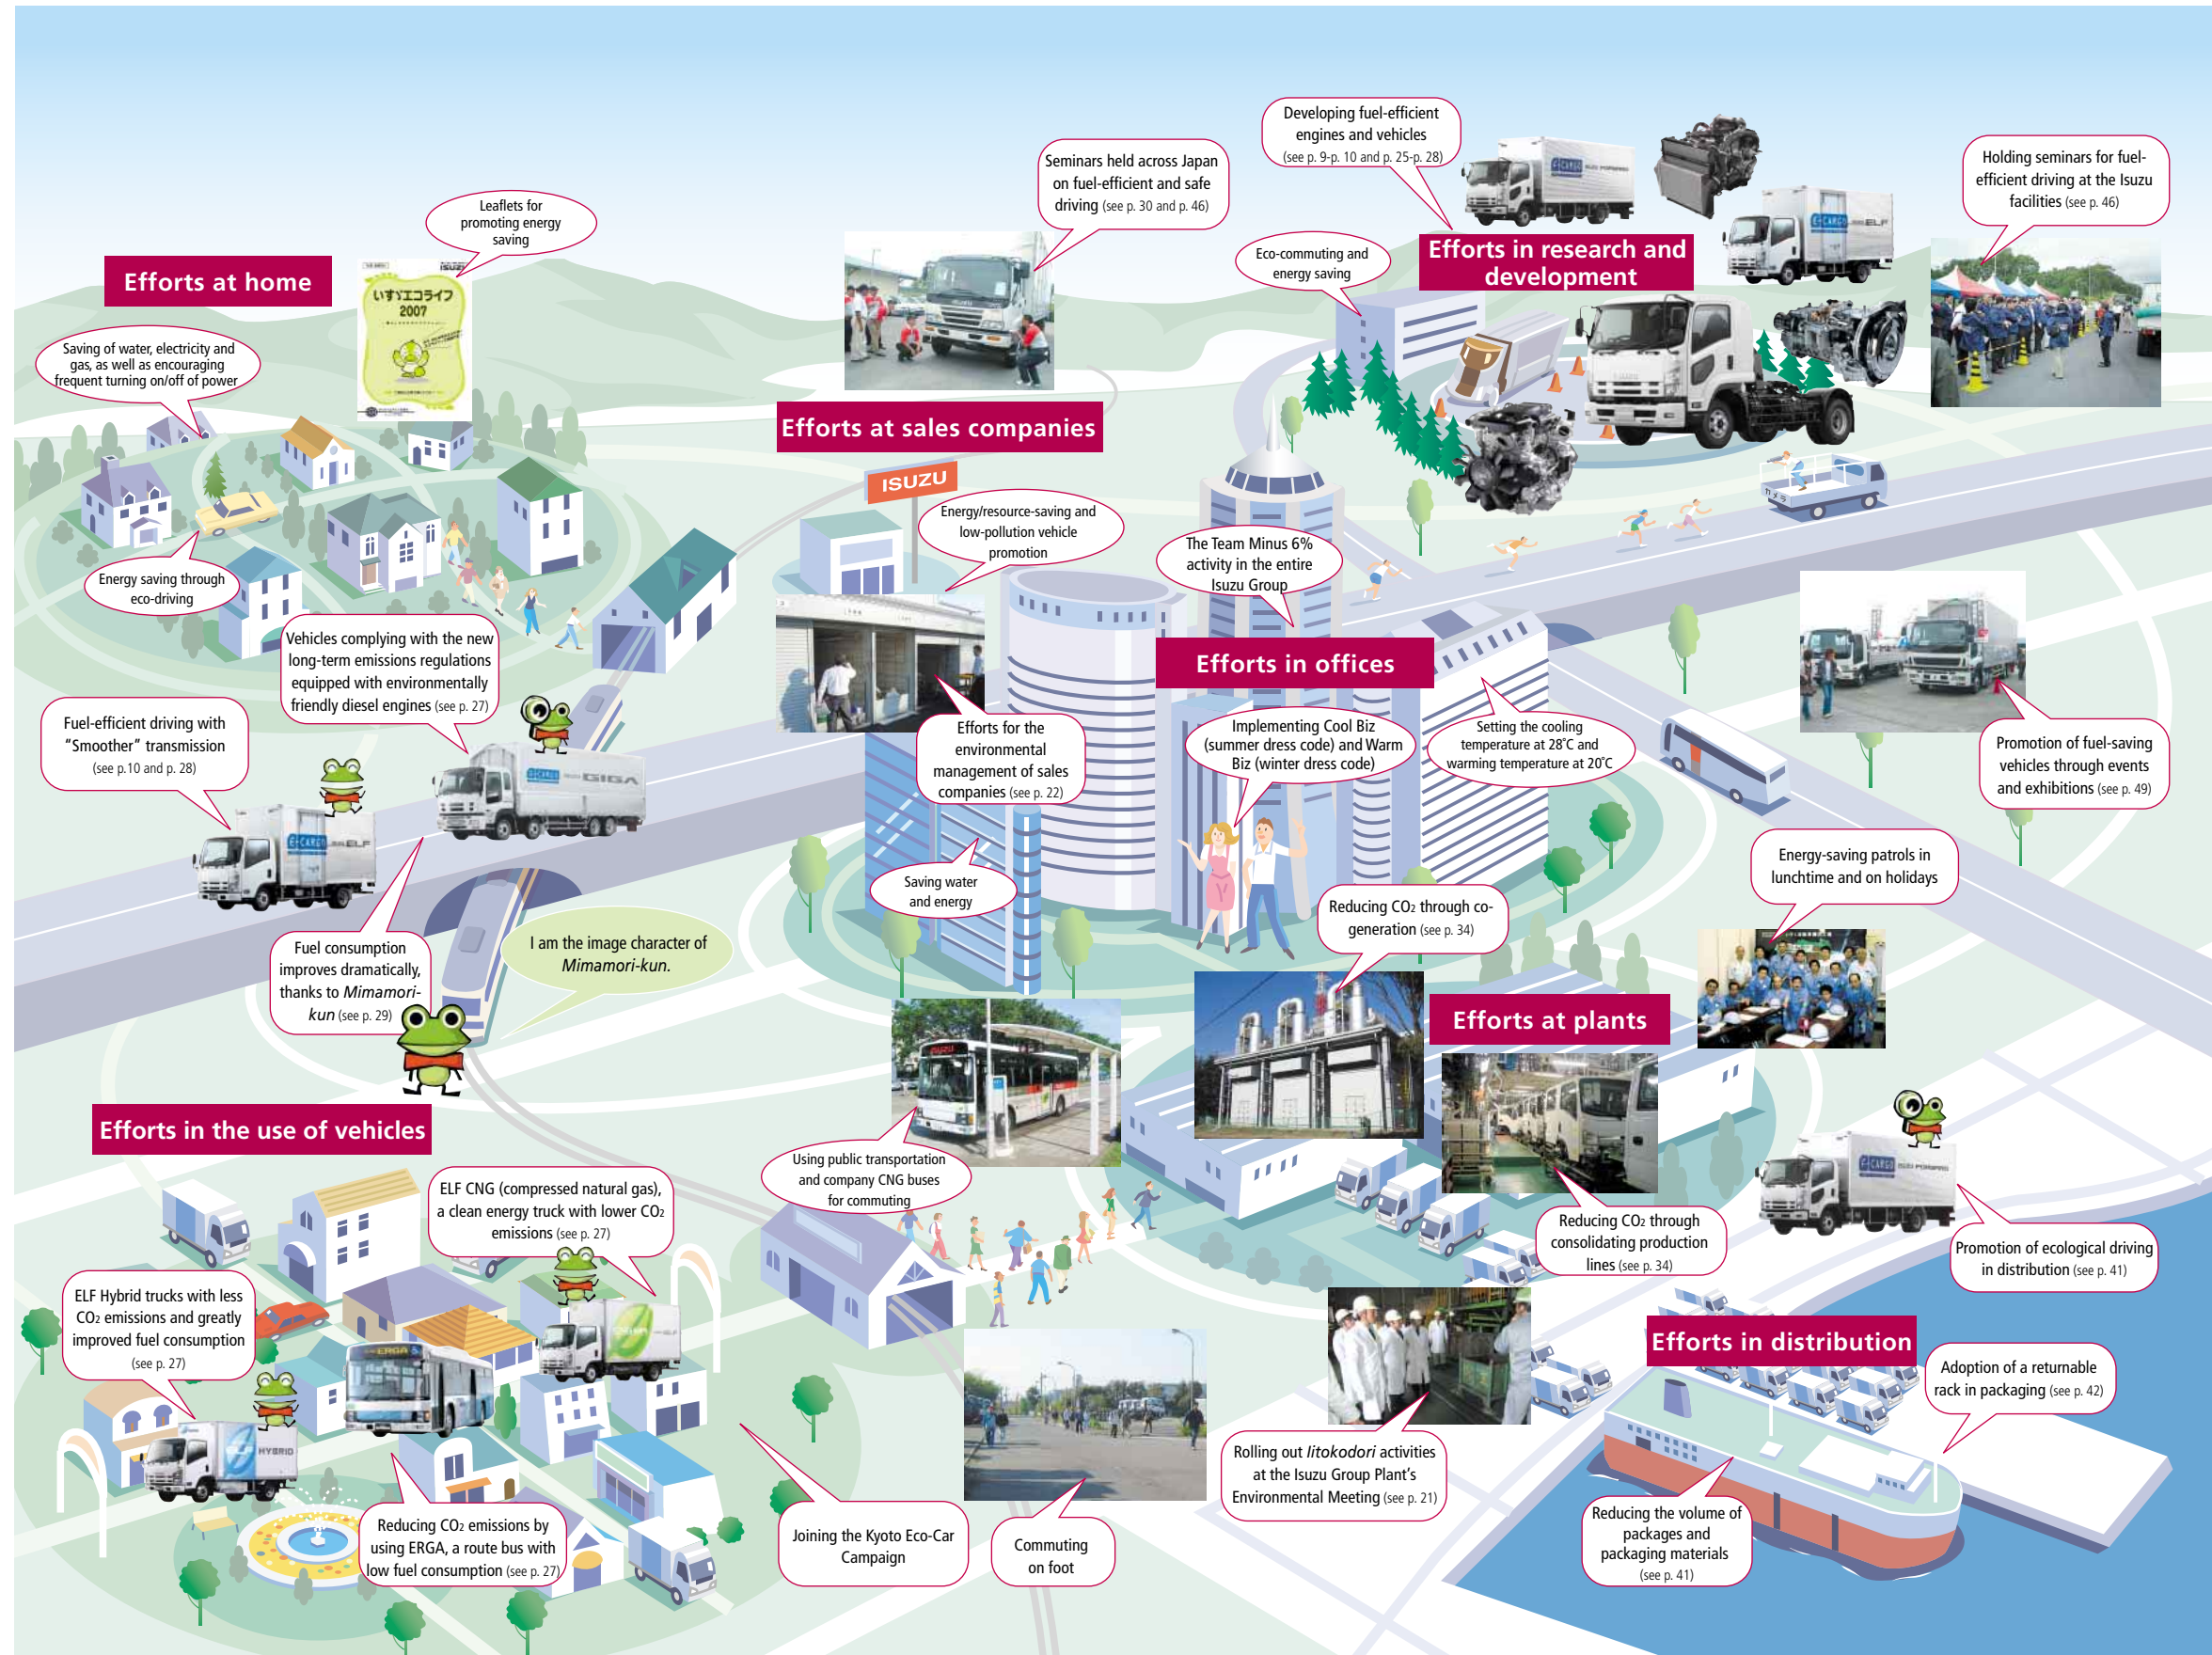 Developing fuel-efficient
engines and vehicles
(see p. 9-p. 10 and p. 25-p. 28)
Seminars held across Japan
on fuel-efficient and safe
driving (see p. 30 and p. 46)
Holding seminars for fuel-
efficient driving at the Isuzu
facilities (see p. 46)
Leaflets for
promoting energy
saving
Eco-commuting and
energy saving
Efforts in research and
development
Efforts at home
いすゞエコライフ
2007
Saving of water, electricity and
gas, as well as encouraging
frequent turning on/off of power
Efforts at sales companies
ISUZU
Energy/resource-saving and
low-pollution vehicle
promotion
The Team Minus 6%
activity in the entire
Isuzu Group
カメラ
Energy saving through
eco-driving
Vehicles complying with the new
long-term emissions regulations
equipped with environmentally
friendly diesel engines (see p. 27)
Efforts in offices
Fuel-efficient driving with
“Smoother” transmission
(see p.10 and p. 28)
Efforts for the
environmental
management of sales
companies (see p. 22)
Implementing Cool Biz
(summer dress code) and Warm
Biz (winter dress code)
Setting the cooling
temperature at 28˚C and
warming temperature at 20˚C
Promotion of fuel-saving
vehicles through events
and exhibitions (see p. 49)
E-CARGO GIGA
E-CARGO ELF
Saving water
and energy
Energy-saving patrols in
lunchtime and on holidays
Reducing CO2 through co-
generation (see p. 34)
Fuel consumption
improves dramatically,
thanks to Mimamori-
kun (see p. 29)
I am the image character of
Mimamori-kun.
Efforts at plants
Efforts in the use of vehicles
Using public transportation
and company CNG buses
for commuting
ELF CNG (compressed natural gas),
a clean energy truck with lower CO2
emissions (see p. 27)
Reducing CO2 through
consolidating production
lines (see p. 34)
E-CARGO ISUZU FORWARD
Promotion of ecological driving
in distribution (see p. 41)
ELF Hybrid trucks with less
CO2 emissions and greatly
improved fuel consumption
(see p. 27)
ERGA
Efforts in distribution
Adoption of a returnable
rack in packaging (see p. 42)
ELF HYBRID
Rolling out Iitokodori activities
at the Isuzu Group Plant’s
Environmental Meeting (see p. 21)
Reducing the volume of
packages and
packaging materials
(see p. 41)
Reducing CO2 emissions by
using ERGA, a route bus with
low fuel consumption (see p. 27)
Joining the Kyoto Eco-Car
Campaign
Commuting
on foot